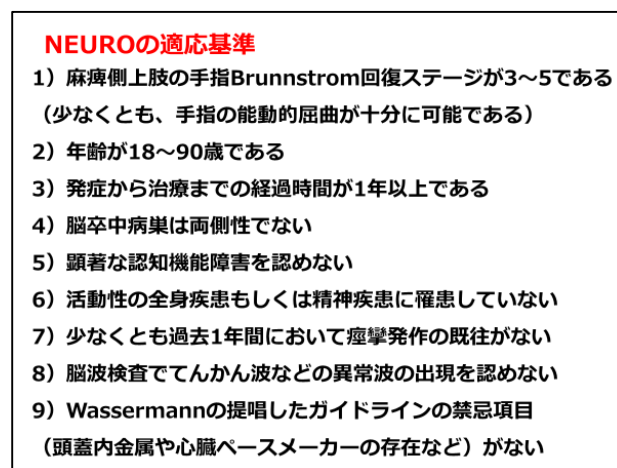 NEUROの適応基準
1）麻痺側上肢の手指Brunnstrom回復ステージが3～5である
（少なくとも、手指の能動的屈曲が十分に可能である）
2）年齢が18～90歳である
3）発症から治療までの経過時間が1年以上である
4）脳卒中病巣は両側性でない
5）顕著な認知機能障害を認めない
6）活動性の全身疾患もしくは精神疾患に罹患していない
7）少なくとも過去1年間において痙攣発作の既往がない
8）脳波検査でてんかん波などの異常波の出現を認めない
9）Wassermannの提唱したガイドラインの禁忌項目
（頭蓋内金属や心臓ペースメーカーの存在など）がない